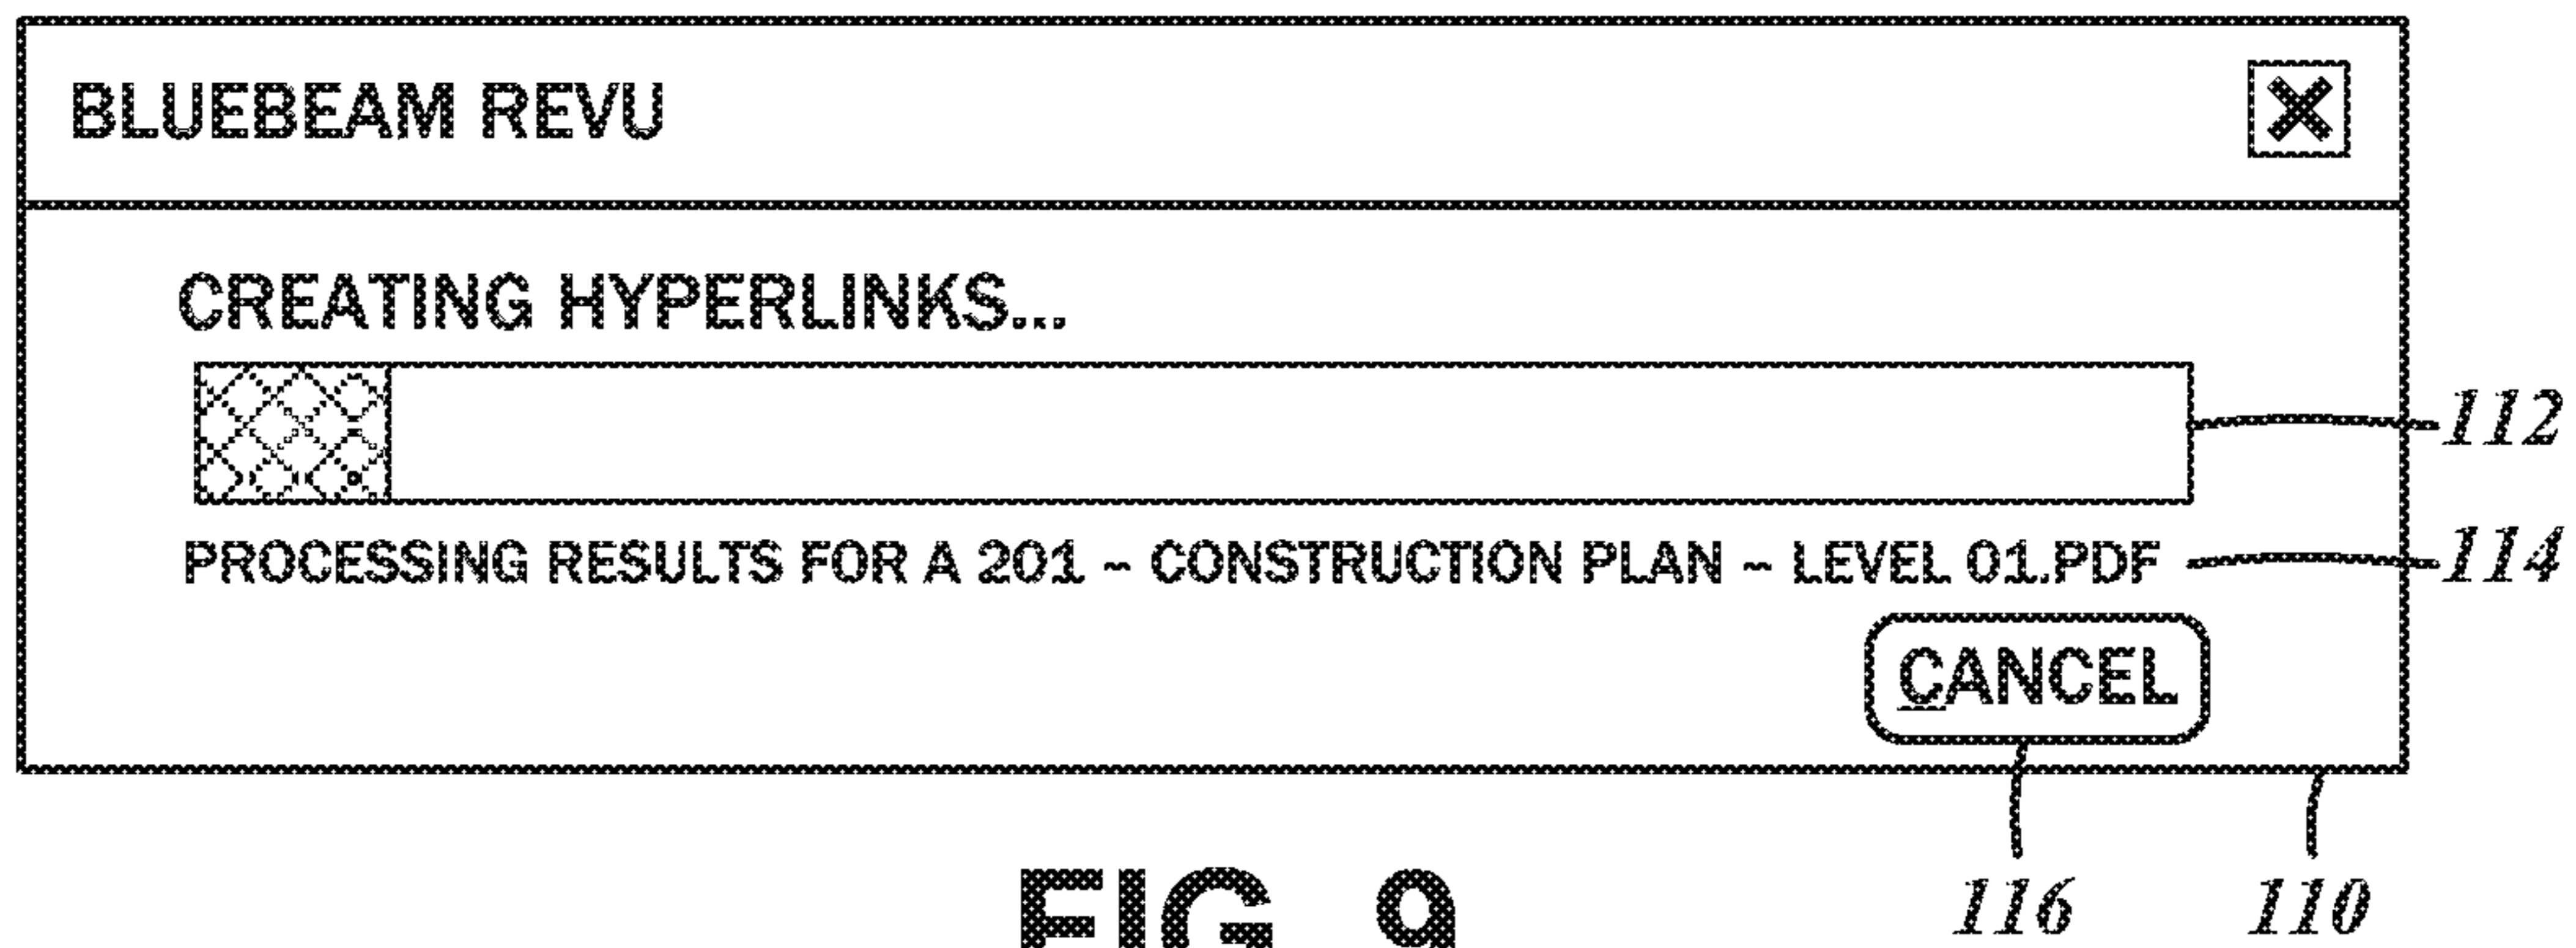 BLUEBEAM REVU
CREATING HYPERLINKS...
112
PROCESSING RESULTS FOR A 201 - CONSTRUCTION PLAN - LEVEL 01.PDF
114
CANCEL
116 110
FIG. 9